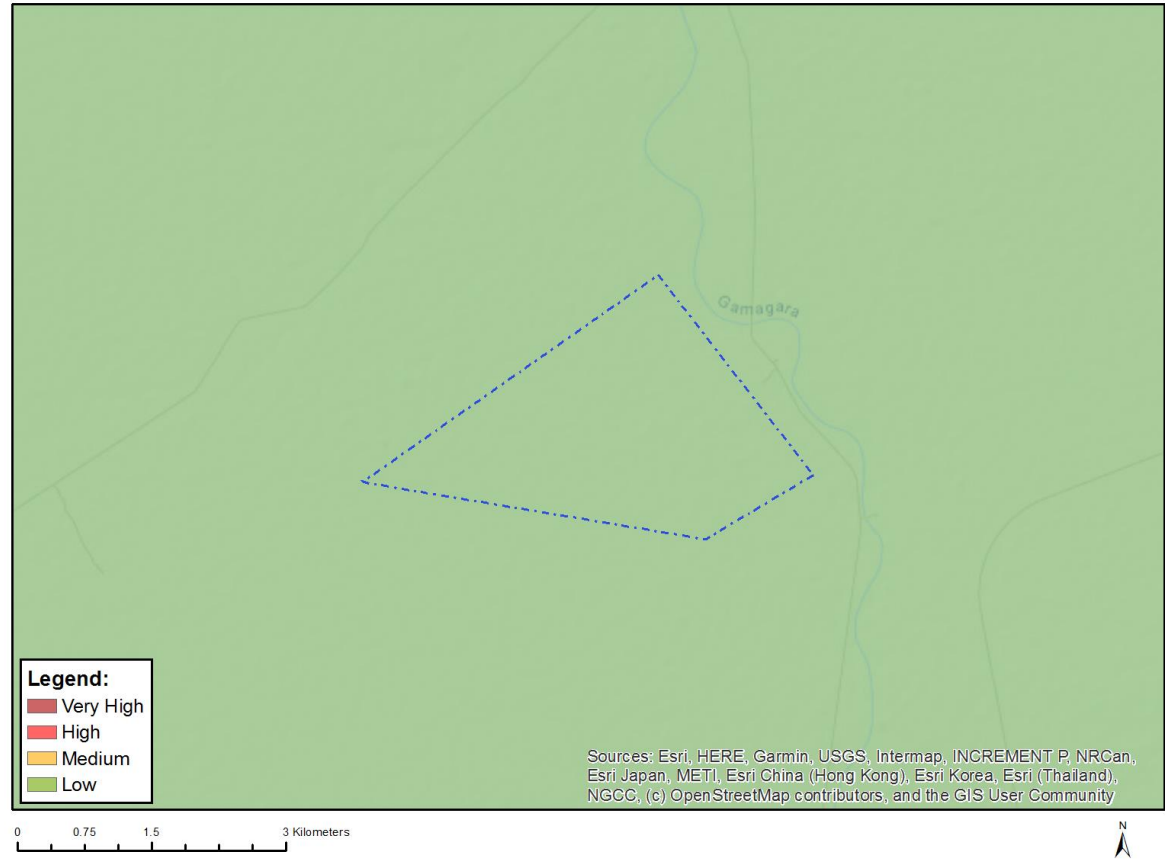 Gamagara
Legend:
Very High
High
Medium
Low
Sources: Esri, HERE, Garmin, USGS, Intermap, INCREMENT P, NRCan,
Esri Japan, METI, Esri China (Hong Kong), Esri Korea, Esri (Thailand),
NGCC, (c) OpenStreetMap contributors, and the GIS User Community
0 0.75 1.5 3 Kilometers
N